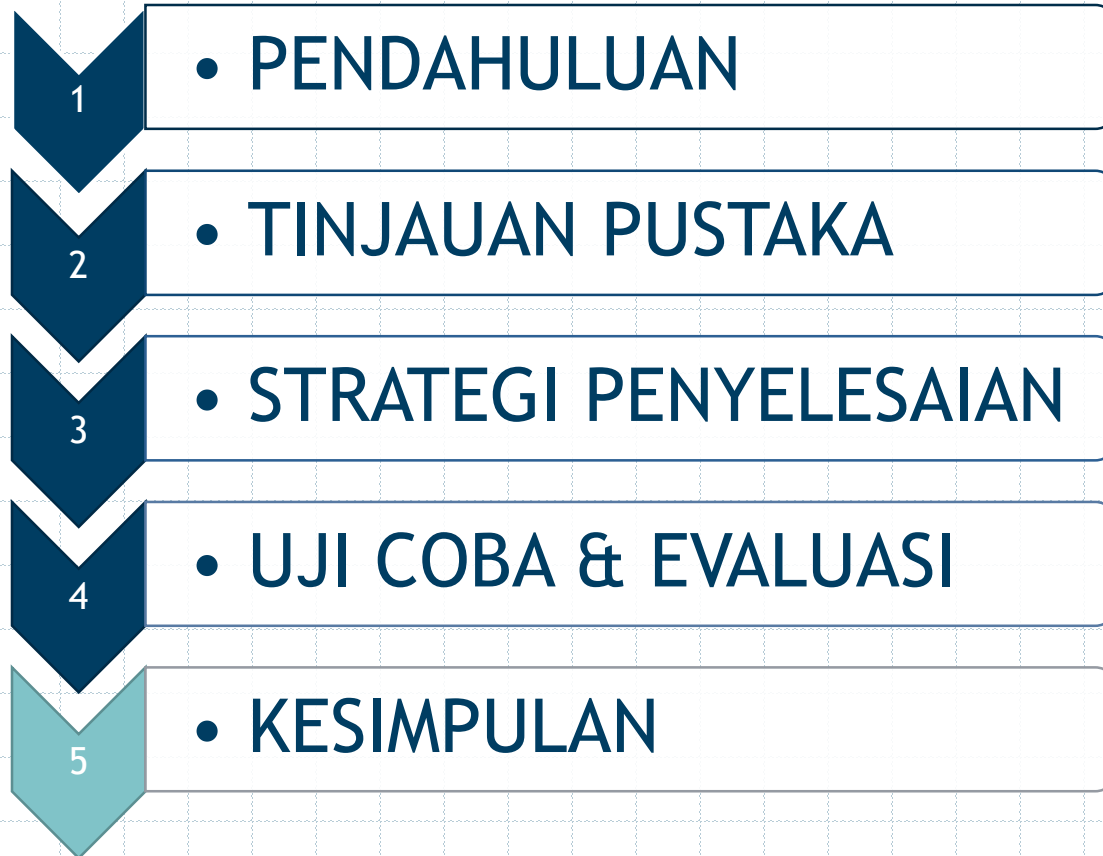 1
• PENDAHULUAN
2
• TINJAUAN PUSTAKA
3
• STRATEGI PENYELESAIAN
4
• UJI COBA & EVALUASI
5
• KESIMPULAN